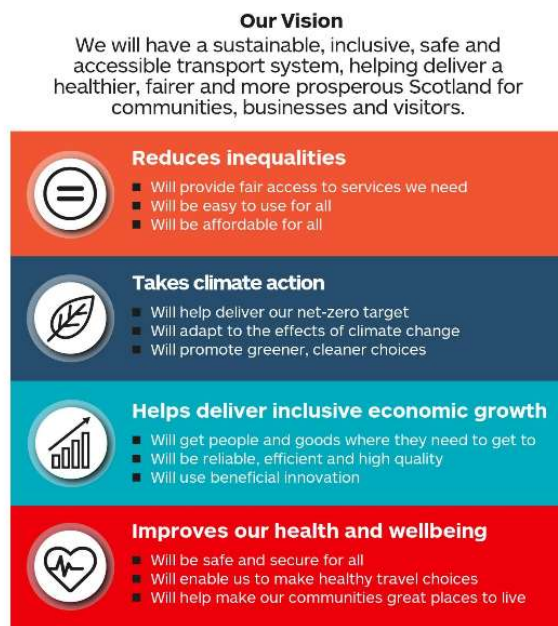 Our Vision
We will have a sustainable, inclusive, safe and
accessible transport system, helping deliver a
healthier, fairer and more prosperous Scotland for
communities, businesses and visitors.
Reduces inequalities
■ Will provide fair access to services we need
■ Will be easy to use for all
■ Will be affordable for all
Takes climate action
■ Will help deliver our net-zero target
■ Will adapt to the effects of climate change
■ Will promote greener, cleaner choices
Helps deliver inclusive economic growth
■ Will get people and goods where they need to get to
■ Will be reliable, efficient and high quality
■ Will use beneficial innovation
Improves our health and wellbeing
■ Will be safe and secure for all
■ Will enable us to make healthy travel choices
■ Will help make our communities great places to live